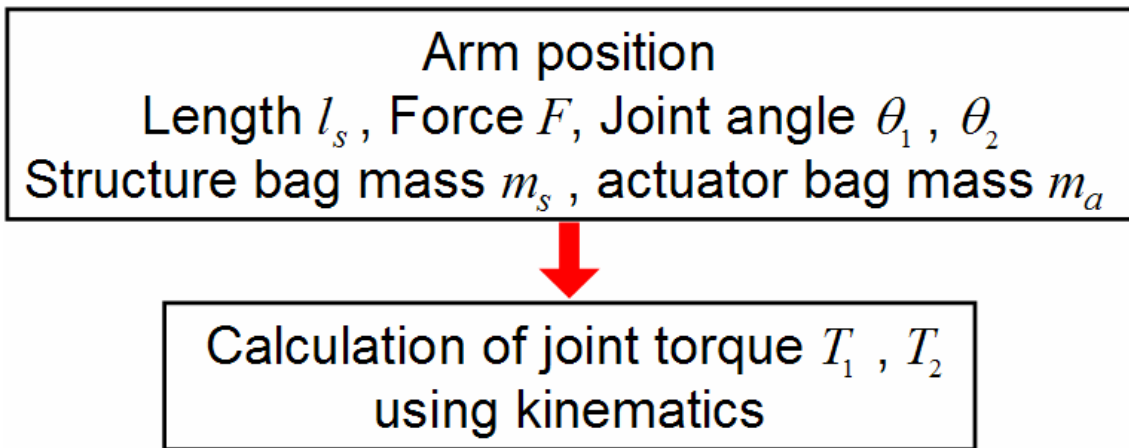 Arm position
Length l_s , Force F, Joint angle θ_1 , θ_2
Structure bag mass m_s , actuator bag mass m_a
Calculation of joint torque T_1 , T_2
using kinematics